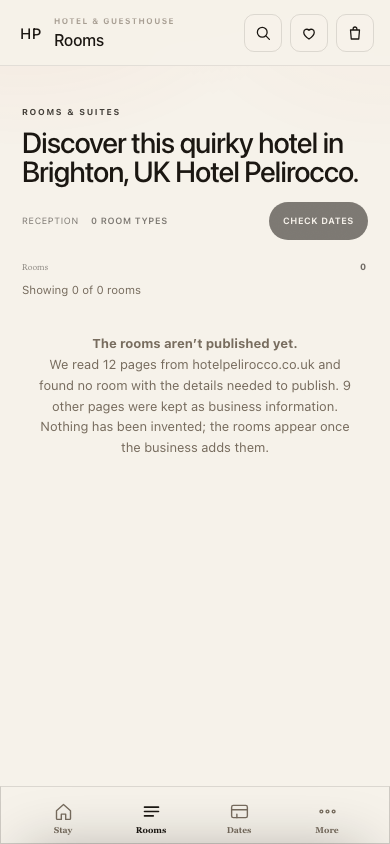 HP
HOTEL & GUESTHOUSE
Rooms
ROOMS & SUITES
Discover this quirky hotel in
Brighton, UK Hotel Pelirocco.
RECEPTION 0 ROOM TYPES
CHECK DATES
Rooms 0
Showing 0 of 0 rooms
The rooms aren’t published yet.
We read 12 pages from hotelpelirocco.co.uk and
found no room with the details needed to publish. 9
other pages were kept as business information.
Nothing has been invented; the rooms appear once
the business adds them.
Stay Rooms Dates More